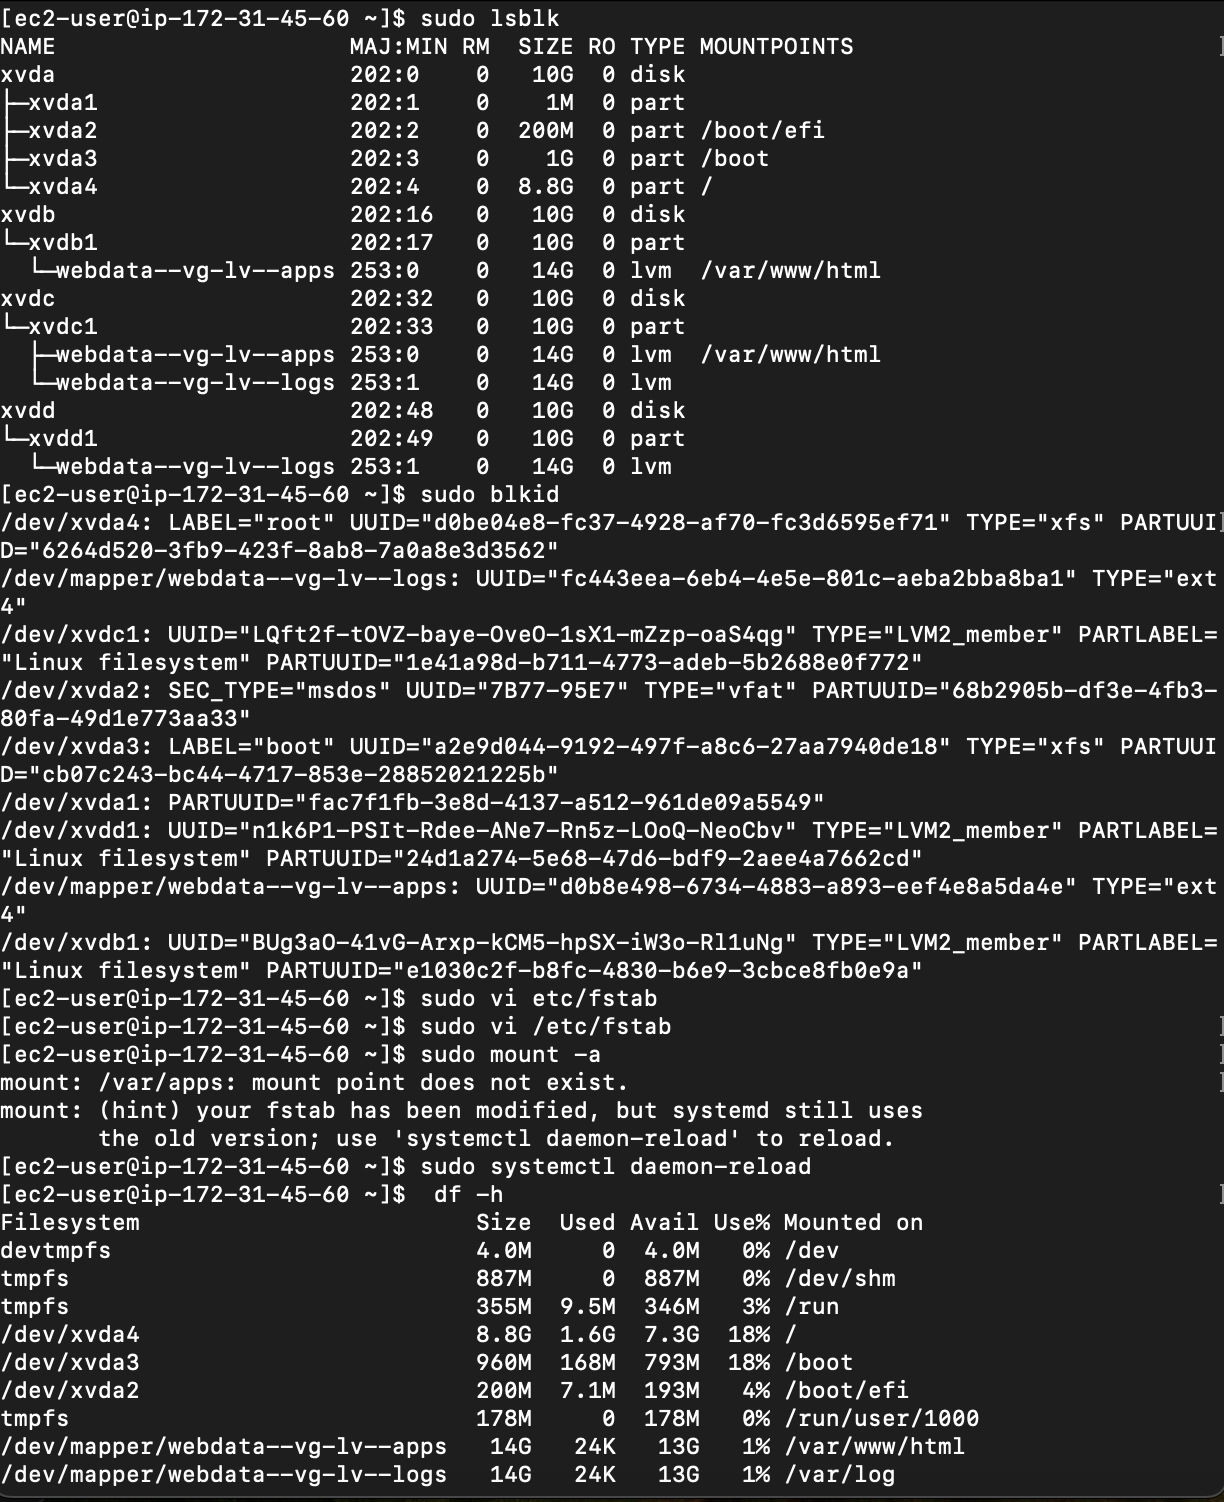 [ec2-user@ip-172-31-45-60 ~]$ sudo lsblk
NAME                     MAJ:MIN RM  SIZE RO TYPE MOUNTPOINTS
xvda                     202:0    0   10G  0 disk
├─xvda1                  202:1    0    1M  0 part
├─xvda2                  202:2    0  200M  0 part /boot/efi
├─xvda3                  202:3    0    1G  0 part /boot
└─xvda4                  202:4    0  8.8G  0 part /
xvdb                     202:16   0   10G  0 disk
└─xvdb1                  202:17   0   10G  0 part
  └─webdata--vg-lv--apps 253:0    0   14G  0 lvm  /var/www/html
xvdc                     202:32   0   10G  0 disk
└─xvdc1                  202:33   0   10G  0 part
  ├─webdata--vg-lv--apps 253:0    0   14G  0 lvm  /var/www/html
  └─webdata--vg-lv--logs 253:1    0   14G  0 lvm
xvdd                     202:48   0   10G  0 disk
└─xvdd1                  202:49   0   10G  0 part
  └─webdata--vg-lv--logs 253:1    0   14G  0 lvm
[ec2-user@ip-172-31-45-60 ~]$ sudo blkid
/dev/xvda4: LABEL="root" UUID="d0be04e8-fc37-4928-af70-fc3d6595ef71" TYPE="xfs" PARTUUI
D="6264d520-3fb9-423f-8ab8-7a0a8e3d3562"
/dev/mapper/webdata--vg-lv--logs: UUID="fc443eea-6eb4-4e5e-801c-aeba2bba8ba1" TYPE="ext
4"
/dev/xvdc1: UUID="LQft2f-tOVZ-baye-OveO-1sX1-mZzp-oaS4qg" TYPE="LVM2_member" PARTLABEL=
"Linux filesystem" PARTUUID="1e41a98d-b711-4773-adeb-5b2688e0f772"
/dev/xvda2: SEC_TYPE="msdos" UUID="7B77-95E7" TYPE="vfat" PARTUUID="68b2905b-df3e-4fb3-
80fa-49d1e773aa33"
/dev/xvda3: LABEL="boot" UUID="a2e9d044-9192-497f-a8c6-27aa7940de18" TYPE="xfs" PARTUUI
D="cb07c243-bc44-4717-853e-28852021225b"
/dev/xvda1: PARTUUID="fac7f1fb-3e8d-4137-a512-961de09a5549"
/dev/xvdd1: UUID="n1k6P1-PSIt-Rdee-ANe7-Rn5z-LOoQ-NeoCbv" TYPE="LVM2_member" PARTLABEL=
"Linux filesystem" PARTUUID="24d1a274-5e68-47d6-bdf9-2aee4a7662cd"
/dev/mapper/webdata--vg-lv--apps: UUID="d0b8e498-6734-4883-a893-eef4e8a5da4e" TYPE="ext
4"
/dev/xvdb1: UUID="BUg3aO-41vG-Arxp-kCM5-hpSX-iW3o-Rl1uNg" TYPE="LVM2_member" PARTLABEL=
"Linux filesystem" PARTUUID="e1030c2f-b8fc-4830-b6e9-3cbce8fb0e9a"
[ec2-user@ip-172-31-45-60 ~]$ sudo vi etc/fstab
[ec2-user@ip-172-31-45-60 ~]$ sudo vi /etc/fstab
[ec2-user@ip-172-31-45-60 ~]$ sudo mount -a
mount: /var/apps: mount point does not exist.
mount: (hint) your fstab has been modified, but systemd still uses
       the old version; use 'systemctl daemon-reload' to reload.
[ec2-user@ip-172-31-45-60 ~]$ sudo systemctl daemon-reload
[ec2-user@ip-172-31-45-60 ~]$  df -h
Filesystem                        Size  Used Avail Use% Mounted on
devtmpfs                          4.0M     0  4.0M   0% /dev
tmpfs                             887M     0  887M   0% /dev/shm
tmpfs                             355M  9.5M  346M   3% /run
/dev/xvda4                        8.8G  1.6G  7.3G  18% /
/dev/xvda3                        960M  168M  793M  18% /boot
/dev/xvda2                        200M  7.1M  193M   4% /boot/efi
tmpfs                             178M     0  178M   0% /run/user/1000
/dev/mapper/webdata--vg-lv--apps   14G   24K   13G   1% /var/www/html
/dev/mapper/webdata--vg-lv--logs   14G   24K   13G   1% /var/log